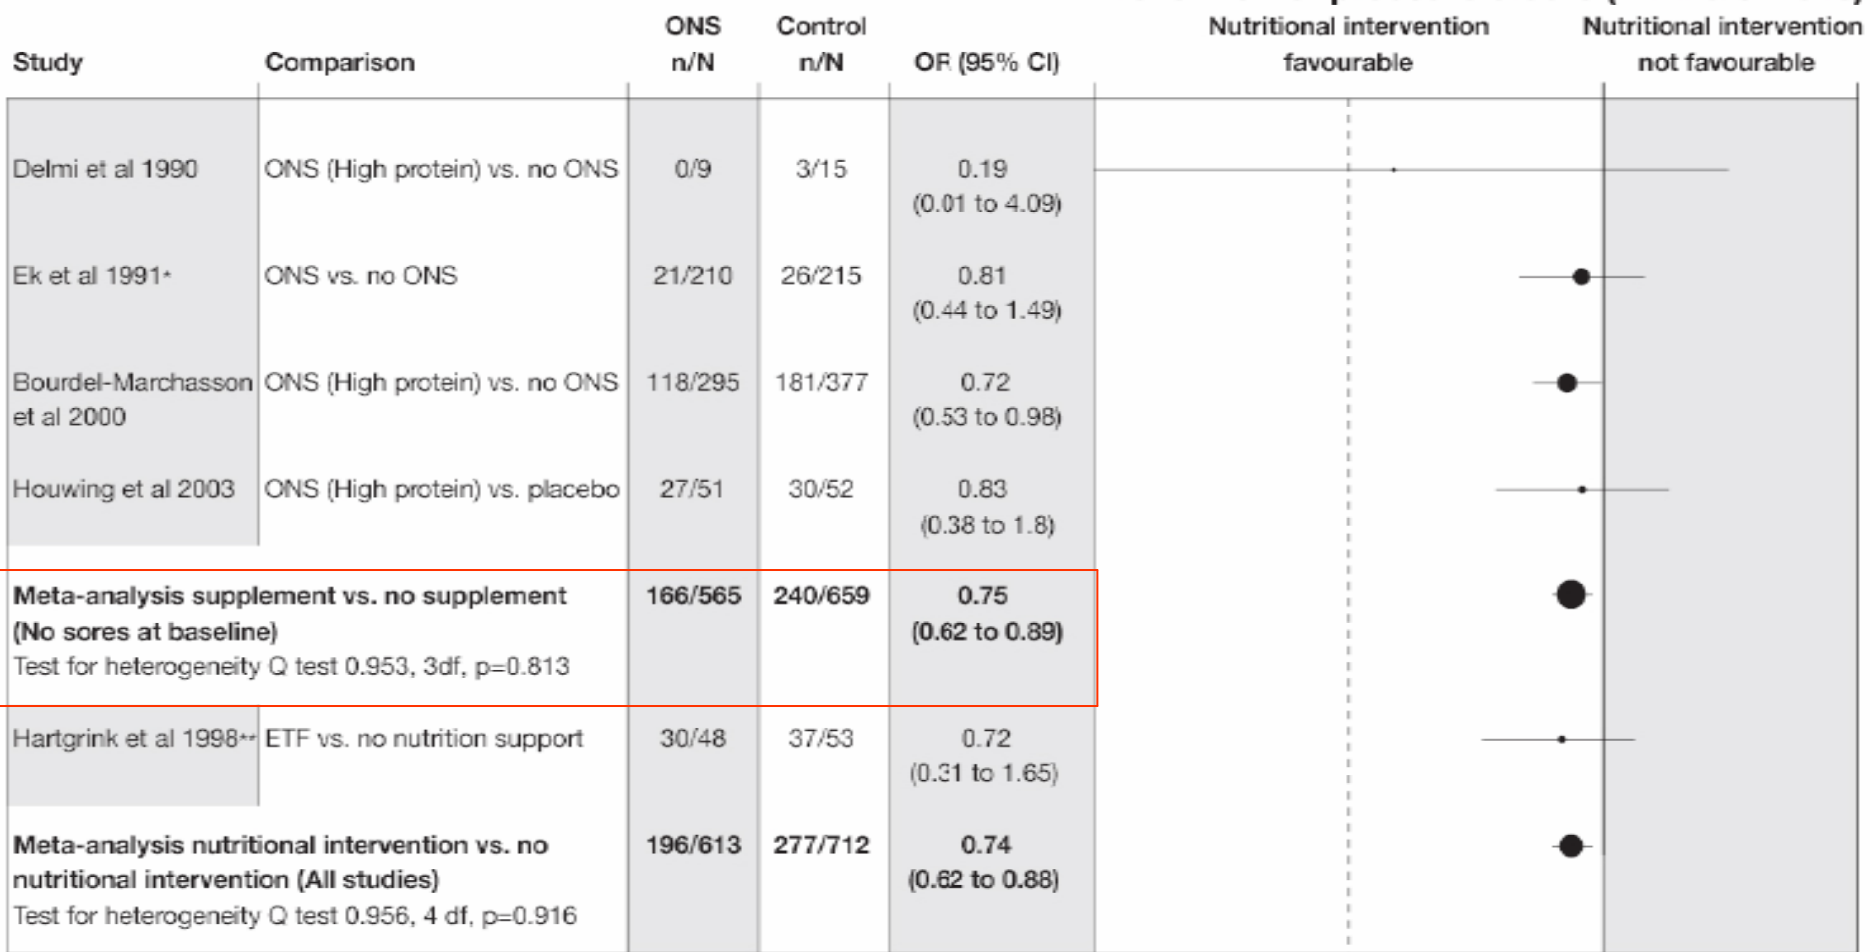 ONS Control Nutritional intervention Nutritional intervention
Study Comparison n/N n/N OR (95% CI) favourable not favourable
Delmi et al 1990 ONS (High protein) vs. no ONS 0/9 3/15 0.19
(0.01 to 4.09)
Ek et al 1991* ONS vs. no ONS 21/210 26/215 0.81
(0.44 to 1.49)
Bourdel-Marchasson ONS (High protein) vs. no ONS 118/295 181/377 0.72
et al 2000 (0.53 to 0.98)
Houwing et al 2003 ONS (High protein) vs. placebo 27/51 30/52 0.83
(0.38 to 1.8)
Meta-analysis supplement vs. no supplement 166/565 240/659 0.75
(No sores at baseline) (0.62 to 0.89)
Test for heterogeneity Q test 0.953, 3df, p=0.813
Hartgrink et al 1998** ETF vs. no nutrition support 30/48 37/53 0.72
(0.31 to 1.65)
Meta-analysis nutritional intervention vs. no 196/613 277/712 0.74
nutritional intervention (All studies) (0.62 to 0.88)
Test for heterogeneity Q test 0.956, 4 df, p=0.916